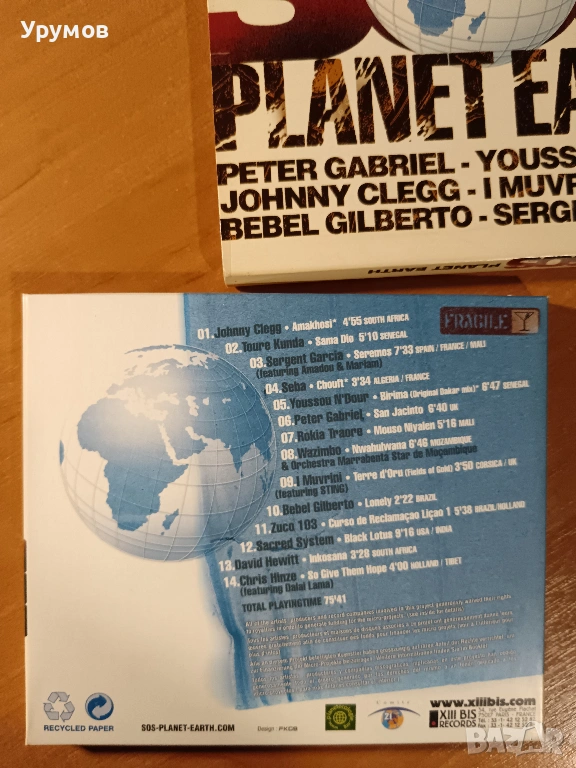 Урумов
SO
PLANET EA
PETER GABRIEL - YOUSS
JOHNNY CLEGG - I MUVR
BEBEL GILBERTO - SERGE
PLANET EARTH
FRAGILE
01. Johnny Clegg • Amakhosi* 4'55 SOUTH AFRICA
02. Toure Kunda • Sama Dio 5'10 SENEGAL
03. Sergent Garcia • Seremos 7'33 SPAIN / FRANCE / MALI
(featuring Amadou & Mariam)
04. Seba • Chouft* 3'34 ALGERIA / FRANCE
05. Youssou N'Dour • Birima (Original Dakar mix)* 6'47 SENEGAL
06. Peter Gabriel • San Jacinto 6'40 UK
07. Rokia Traore • Mouso Niyalen 5'16 MALI
08. Wazimbo • Nwahulwana 6'46 MOZAMBIQUE
& Orchestra Marrabenta Star de Moçambique
09. I Muvrini • Terre d'Oru (Fields of Gold) 3'50 CORSICA / UK
(featuring STING)
10. Bebel Gilberto • Lonely 2'22 BRAZIL
11. Zuco 103 • Curso de Reclamaçao Liçao 1 5'38 BRAZIL/HOLLAND
12. Sacred System • Black Lotus 9'16 USA / INDIA
13. David Hewitt • Inkosana 3'28 SOUTH AFRICA
14. Chris Hinze • So Give Them Hope 4'00 HOLLAND / TIBET
(featuring Dalai Lama)
TOTAL PLAYINGTIME 75'41
RECYCLED PAPER
SOS-PLANET-EARTH.COM
Design : PKDB
www.xiiibis.com
XIII BIS
RECORDS
BAZAR